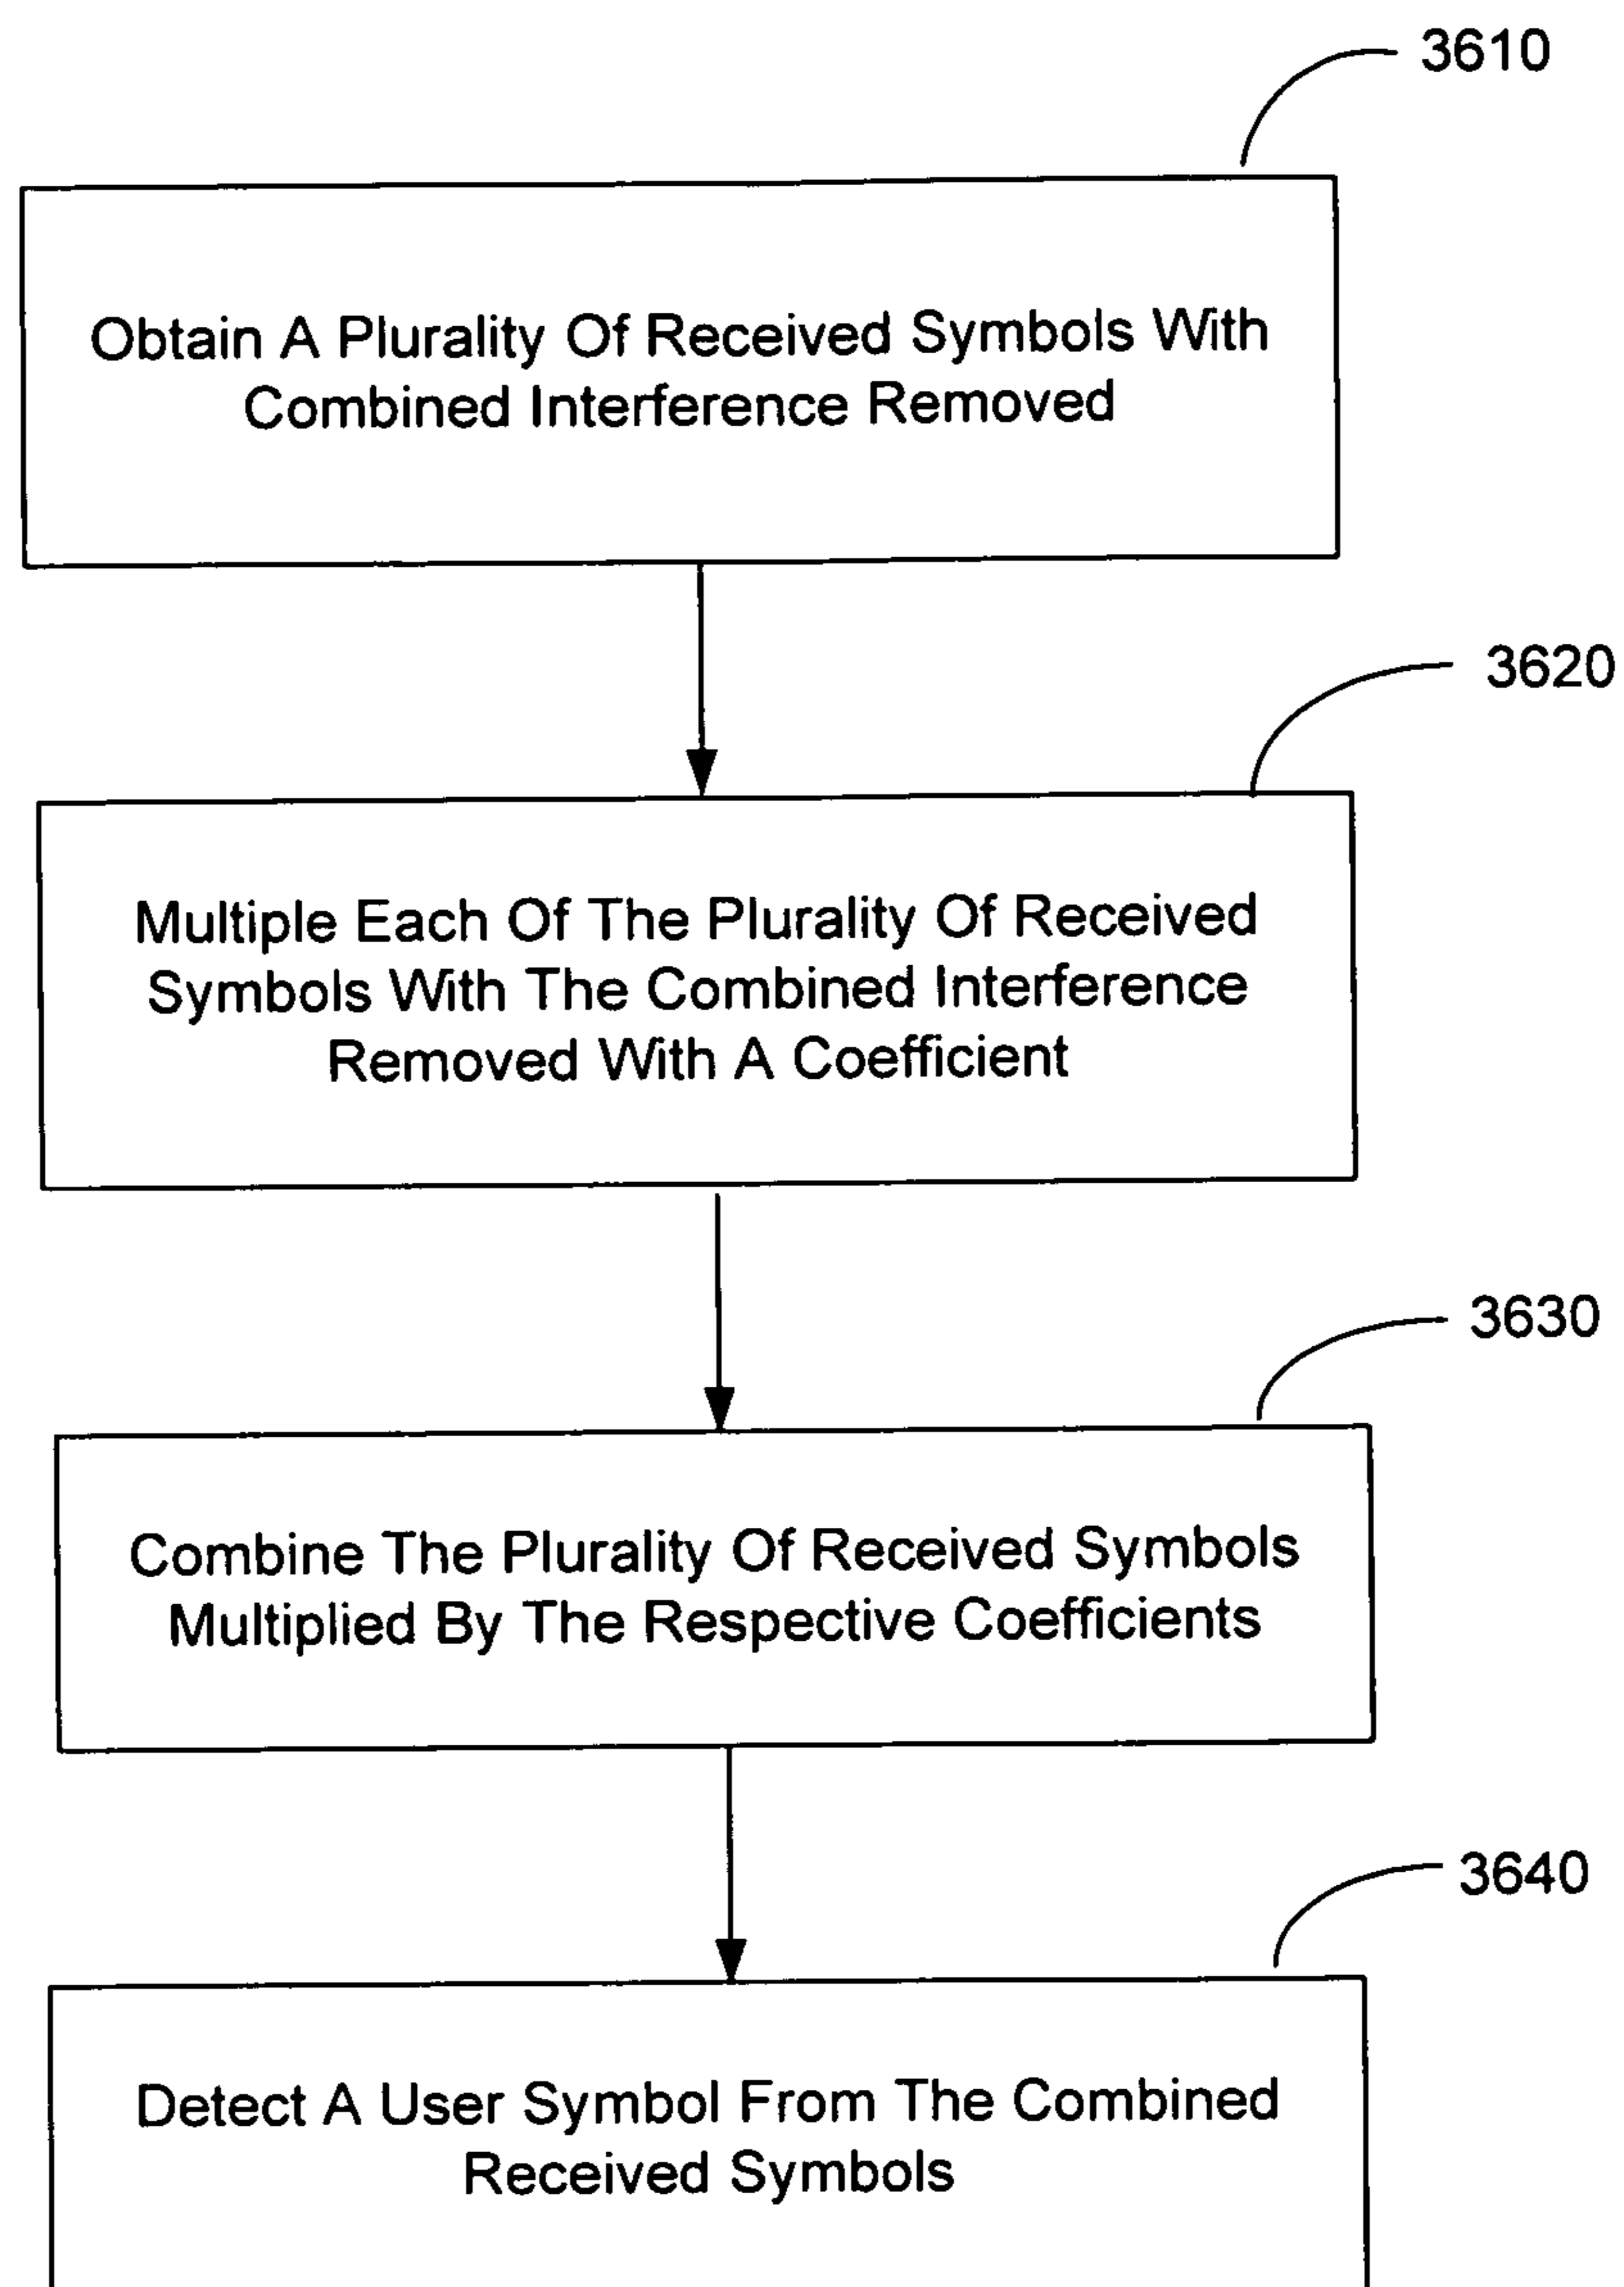 3610
Obtain A Plurality Of Received Symbols With
Combined Interference Removed
3620
Multiple Each Of The Plurality Of Received
Symbols With The Combined Interference
Removed With A Coefficient
3630
Combine The Plurality Of Received Symbols
Multiplied By The Respective Coefficients
3640
Detect A User Symbol From The Combined
Received Symbols